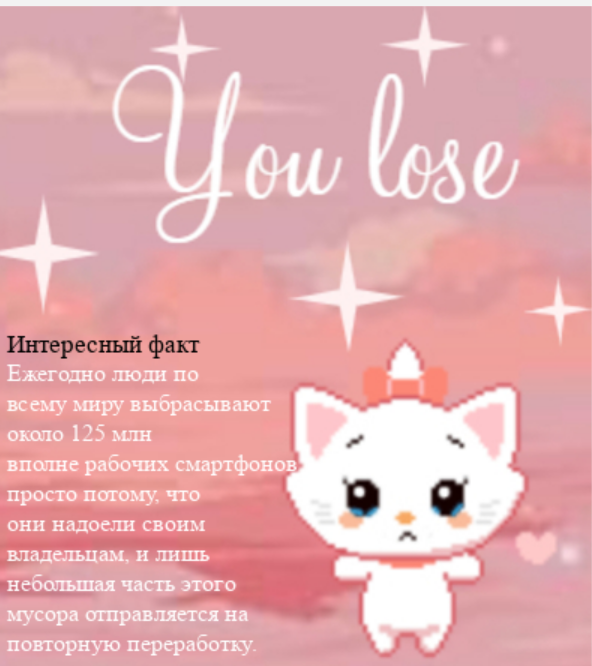 You lose
Интересный факт
Ежегодно люди по
всему миру выбрасывают
около 125 млн
вполне рабочих смартфонов
просто потому, что
они надоели своим
владельцам, и лишь
небольшая часть этого
мусора отправляется на
повторную переработку.